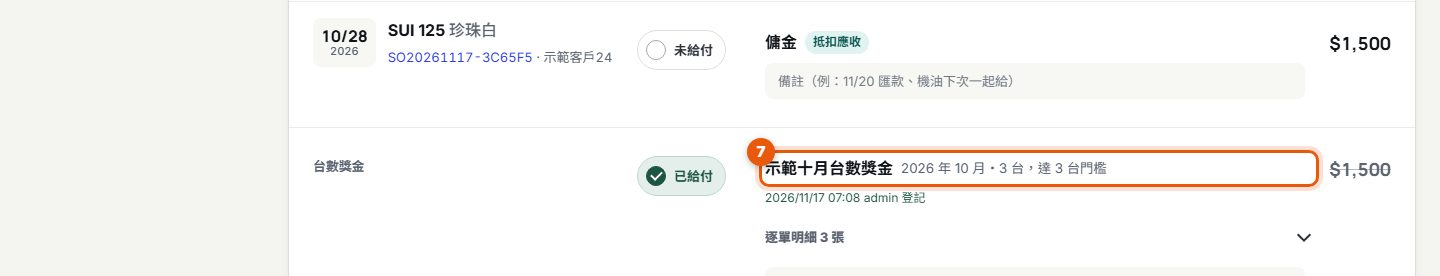 10/28
2026
SUI 125 珍珠白
SO20261117-3C65F5 · 示範客戶24
未給付
傭金 抵扣應收
$1,500
備註（例：11/20 匯款、機油下次一起給）
台數獎金
已給付
7
示範十月台數獎金 2026 年 10 月・3 台，達 3 台門檻
$1,500
2026/11/17 07:08 admin 登記
逐單明細 3 張